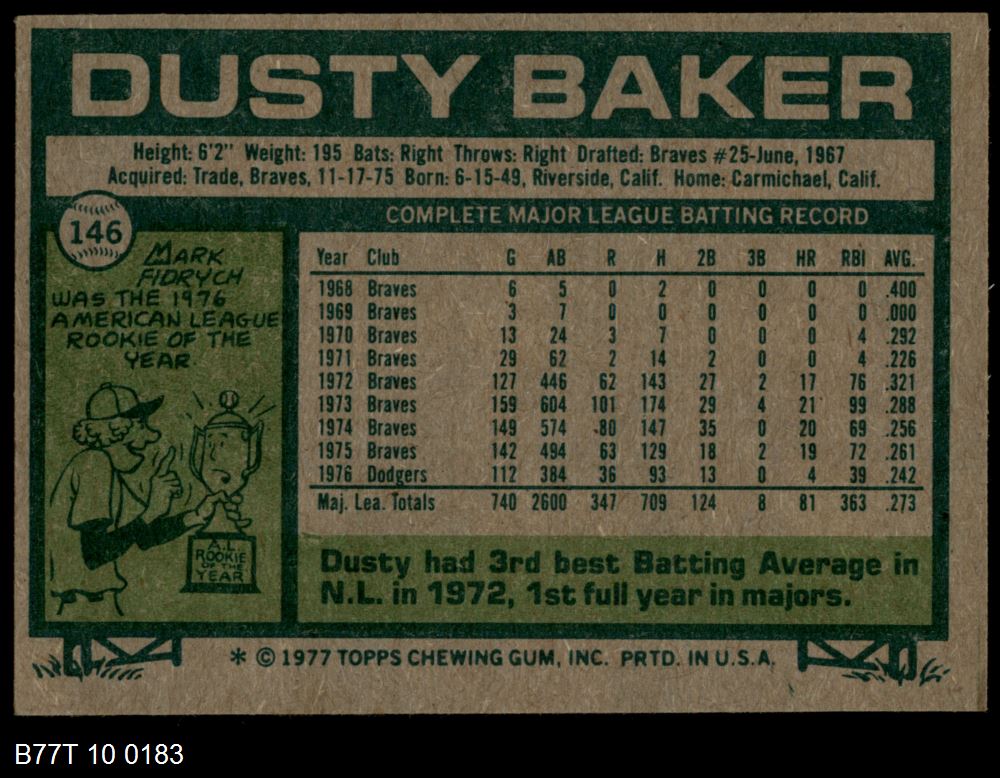 DUSTY BAKER
Height: 6'2" Weight: 195 Bats: Right Throws: Right Drafted: Braves #25-June, 1967
Acquired: Trade, Braves, 11-17-75 Born: 6-15-49, Riverside, Calif. Home: Carmichael, Calif.
146
MARK
FIDRYCH
WAS THE 1976
AMERICAN LEAGUE
ROOKIE OF THE
YEAR
A.L.
ROOKIE
OF THE
YEAR
COMPLETE MAJOR LEAGUE BATTING RECORD
Year Club G AB R H 2B 3B HR RBI AVG.
1968 Braves 6 5 0 2 0 0 0 0 .400
1969 Braves 3 7 0 0 0 0 0 0 .000
1970 Braves 13 24 3 7 0 0 0 4 .292
1971 Braves 29 62 2 14 2 0 0 4 .226
1972 Braves 127 446 62 143 27 2 17 76 .321
1973 Braves 159 604 101 174 29 4 21 99 .288
1974 Braves 149 574 80 147 35 0 20 69 .256
1975 Braves 142 494 63 129 18 2 19 72 .261
1976 Dodgers 112 384 36 93 13 0 4 39 .242
Maj. Lea. Totals 740 2600 347 709 124 8 81 363 .273
Dusty had 3rd best Batting Average in
N.L. in 1972, 1st full year in majors.
* © 1977 TOPPS CHEWING GUM, INC. PRTD. IN U.S.A.
B77T 10 0183